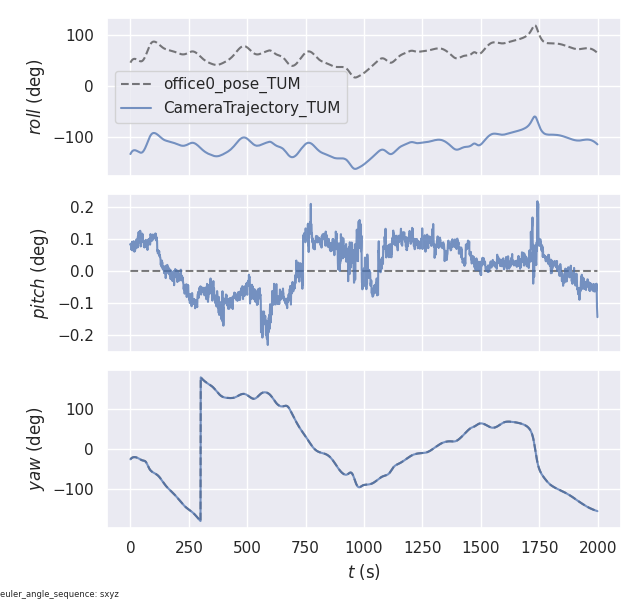 100
0
−100
roll (deg)
office0_pose_TUM
CameraTrajectory_TUM
0.2
0.1
0.0
−0.1
−0.2
pitch (deg)
100
0
−100
yaw (deg)
0 250 500 750 1000 1250 1500 1750 2000
t (s)
euler_angle_sequence: sxyz